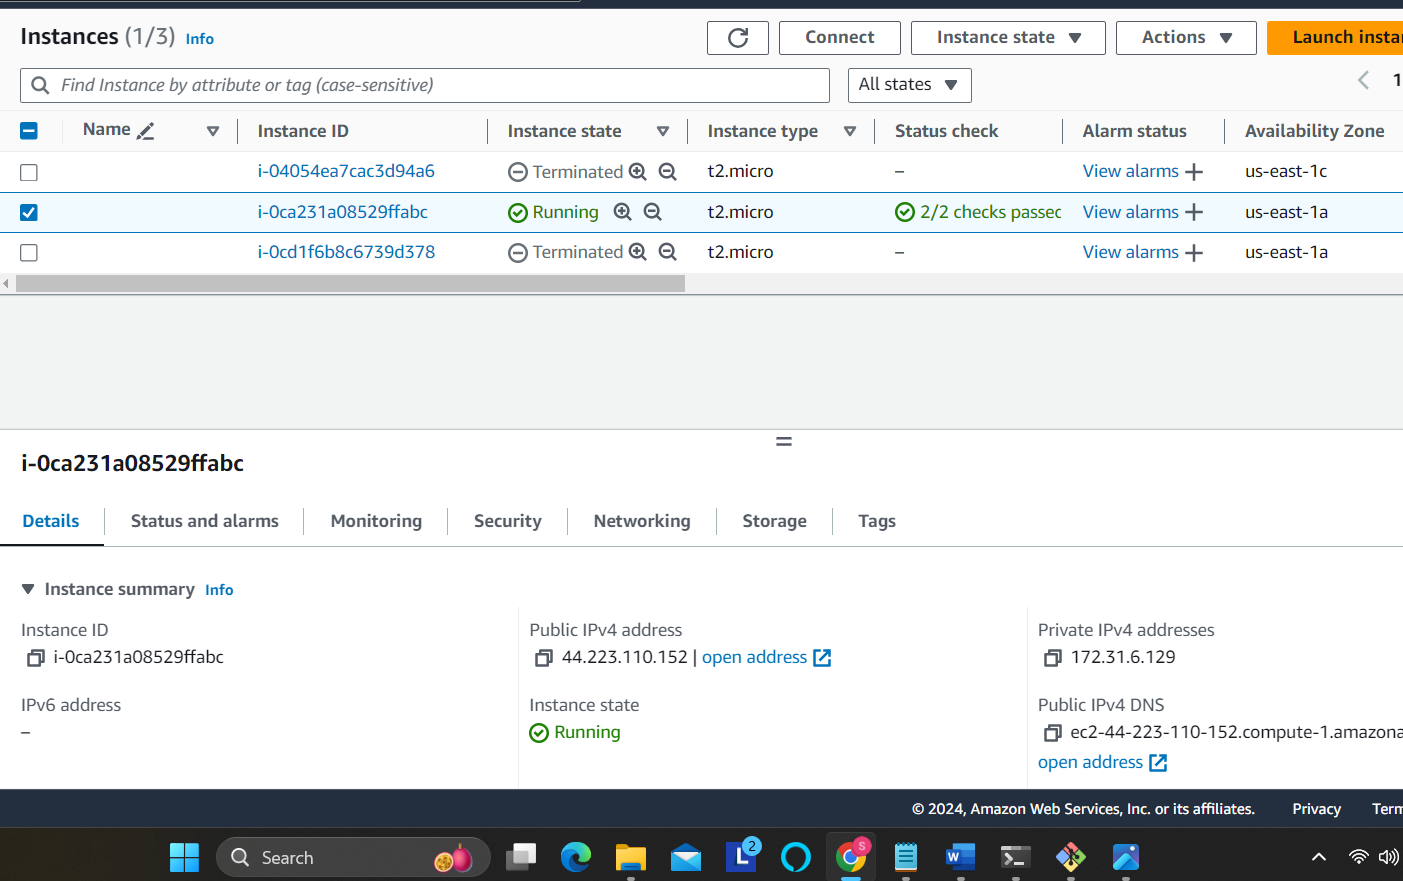 Instances (1/3) Info
Connect
Instance state
Actions
Launch insta
Find Instance by attribute or tag (case-sensitive)
All states
1
Name Instance ID Instance state Instance type Status check Alarm status Availability Zone
i-04054ea7cac3d94a6 Terminated t2.micro – View alarms us-east-1c
i-0ca231a08529ffabc Running t2.micro 2/2 checks passec View alarms us-east-1a
i-0cd1f6b8c6739d378 Terminated t2.micro – View alarms us-east-1a
i-0ca231a08529ffabc
Details Status and alarms Monitoring Security Networking Storage Tags
Instance summary Info
Instance ID Public IPv4 address Private IPv4 addresses
i-0ca231a08529ffabc 44.223.110.152 | open address 172.31.6.129
IPv6 address Instance state Public IPv4 DNS
– Running ec2-44-223-110-152.compute-1.amazona
open address
© 2024, Amazon Web Services, Inc. or its affiliates. Privacy Term
Search
L 2
S
W